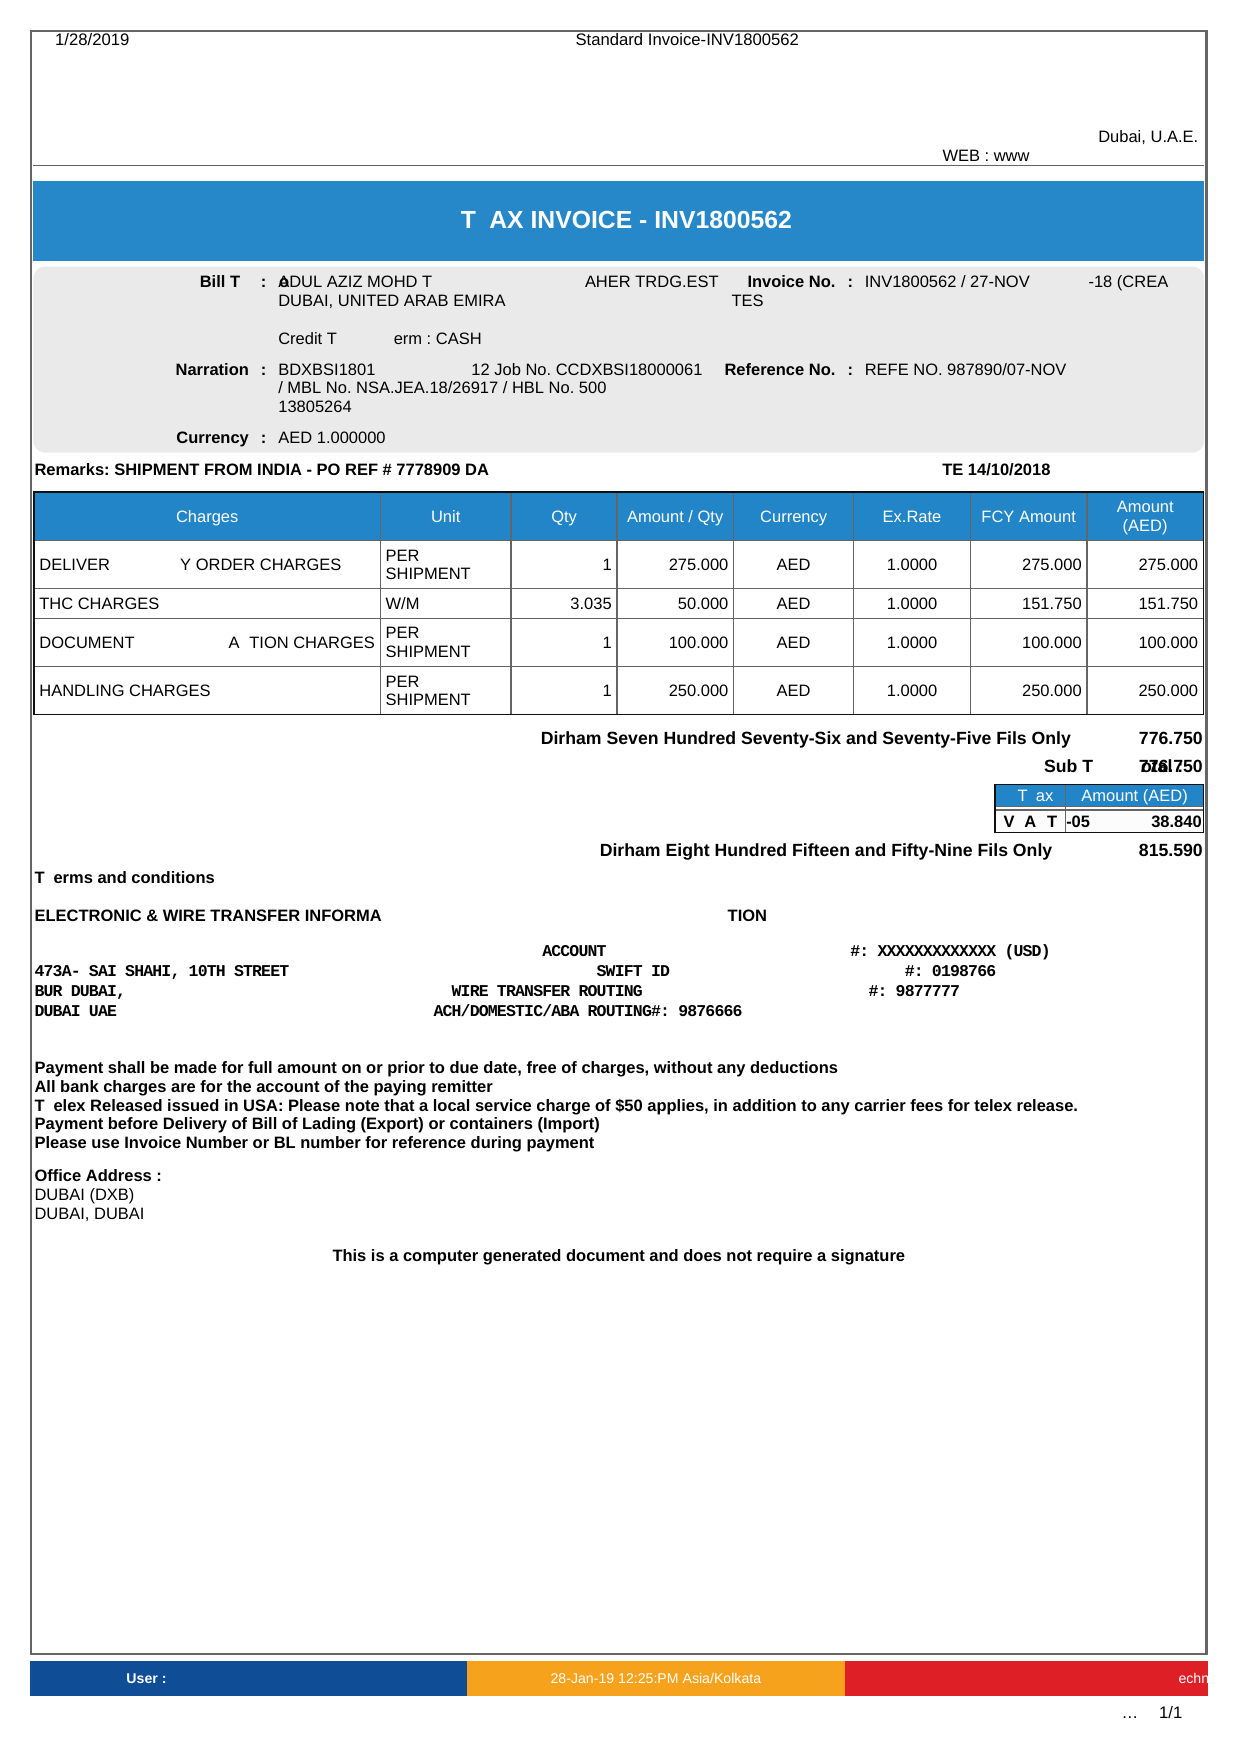 1/28/2019 Standard Invoice-INV1800562
Dubai, U.A.E.
WEB : www
T AX INVOICE - INV1800562
Bill T o : ADUL AZIZ MOHD T AHER TRDG.EST Invoice No. : INV1800562 / 27-NOV -18 (CREA
DUBAI, UNITED ARAB EMIRA TES
Credit T erm : CASH
Narration : BDXBSI1801 12 Job No. CCDXBSI18000061 Reference No. : REFE NO. 987890/07-NOV
/ MBL No. NSA.JEA.18/26917 / HBL No. 500
13805264
Currency : AED 1.000000
Remarks: SHIPMENT FROM INDIA - PO REF # 7778909 DA TE 14/10/2018
Charges Unit Qty Amount / Qty Currency Ex.Rate FCY Amount Amount (AED)
DELIVER Y ORDER CHARGES PER SHIPMENT 1 275.000 AED 1.0000 275.000 275.000
THC CHARGES W/M 3.035 50.000 AED 1.0000 151.750 151.750
DOCUMENT A TION CHARGES PER SHIPMENT 1 100.000 AED 1.0000 100.000 100.000
HANDLING CHARGES PER SHIPMENT 1 250.000 AED 1.0000 250.000 250.000
Dirham Seven Hundred Seventy-Six and Seventy-Five Fils Only 776.750
Sub T otal : 776.750
T ax Amount (AED)
V A T -05 38.840
Dirham Eight Hundred Fifteen and Fifty-Nine Fils Only 815.590
T erms and conditions
ELECTRONIC & WIRE TRANSFER INFORMA TION
ACCOUNT #: XXXXXXXXXXXXX (USD)
473A- SAI SHAHI, 10TH STREET SWIFT ID #: 0198766
BUR DUBAI, WIRE TRANSFER ROUTING #: 9877777
DUBAI UAE ACH/DOMESTIC/ABA ROUTING#: 9876666
Payment shall be made for full amount on or prior to due date, free of charges, without any deductions
All bank charges are for the account of the paying remitter
T elex Released issued in USA: Please note that a local service charge of $50 applies, in addition to any carrier fees for telex release.
Payment before Delivery of Bill of Lading (Export) or containers (Import)
Please use Invoice Number or BL number for reference during payment
Office Address :
DUBAI (DXB)
DUBAI, DUBAI
This is a computer generated document and does not require a signature
User : 28-Jan-19 12:25:PM Asia/Kolkata echn
… 1/1